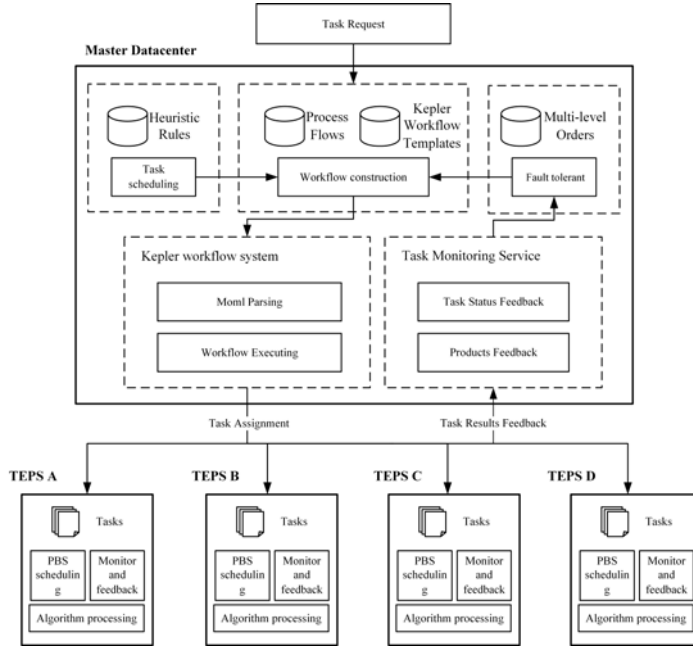 Task Request
Master Datacenter
Heuristic
Rules
Process
Flows
Kepler
Workflow
Templates
Multi-level
Orders
Task
scheduling
Workflow construction
Fault tolerant
Kepler workflow system
Task Monitoring Service
Moml Parsing
Task Status Feedback
Workflow Executing
Products Feedback
Task Assignment
Task Results Feedback
TEPS A
TEPS B
TEPS C
TEPS D
Tasks
Tasks
Tasks
Tasks
PBS
schedulin
g
Monitor
and
feedback
PBS
schedulin
g
Monitor
and
feedback
PBS
schedulin
g
Monitor
and
feedback
PBS
schedulin
g
Monitor
and
feedback
Algorithm processing
Algorithm processing
Algorithm processing
Algorithm processing